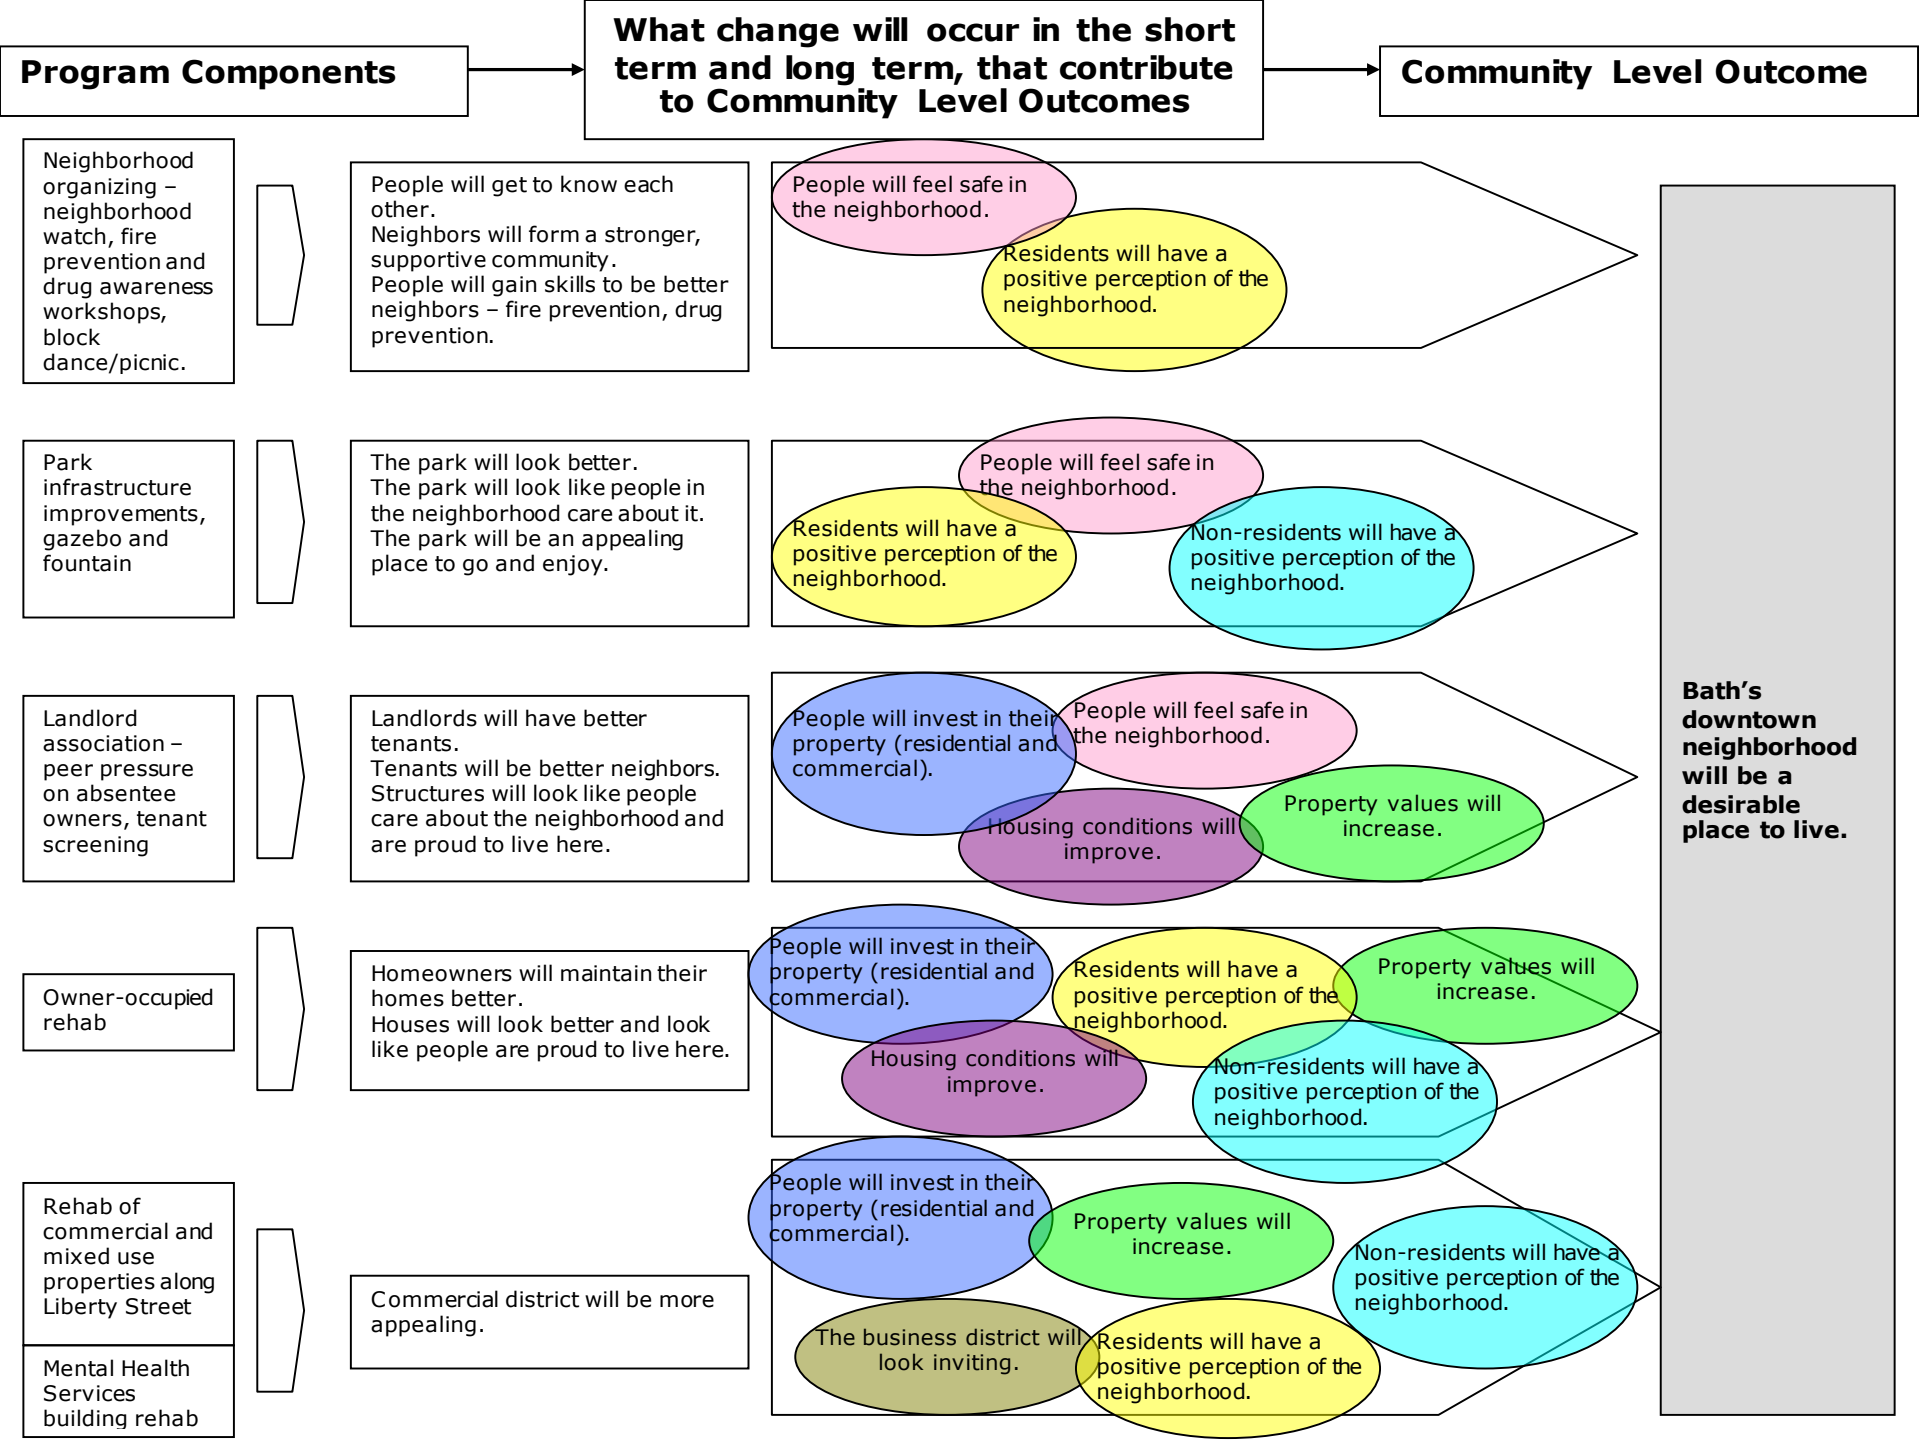 Program Components
What change will occur in the short
term and long term, that contribute
to Community Level Outcomes
Community Level Outcome
Neighborhood
organizing –
neighborhood
watch, fire
prevention and
drug awareness
workshops,
block
dance/picnic.
People will get to know each
other.
Neighbors will form a stronger,
supportive community.
People will gain skills to be better
neighbors – fire prevention, drug
prevention.
People will feel safe in
the neighborhood.
Residents will have a
positive perception of the
neighborhood.
Park
infrastructure
improvements,
gazebo and
fountain
The park will look better.
The park will look like people in
the neighborhood care about it.
The park will be an appealing
place to go and enjoy.
People will feel safe in
the neighborhood.
Residents will have a
positive perception of the
neighborhood.
Non-residents will have a
positive perception of the
neighborhood.
Landlord
association –
peer pressure
on absentee
owners, tenant
screening
Landlords will have better
tenants.
Tenants will be better neighbors.
Structures will look like people
care about the neighborhood and
are proud to live here.
People will invest in their
property (residential and
commercial).
People will feel safe in
the neighborhood.
Housing conditions will
improve.
Property values will
increase.
Owner-occupied
rehab
Homeowners will maintain their
homes better.
Houses will look better and look
like people are proud to live here.
People will invest in their
property (residential and
commercial).
Residents will have a
positive perception of the
neighborhood.
Property values will
increase.
Housing conditions will
improve.
Non-residents will have a
positive perception of the
neighborhood.
Rehab of
commercial and
mixed use
properties along
Liberty Street
Mental Health
Services
building rehab
Commercial district will be more
appealing.
People will invest in their
property (residential and
commercial).
Property values will
increase.
Non-residents will have a
positive perception of the
neighborhood.
The business district will
look inviting.
Residents will have a
positive perception of the
neighborhood.
Bath’s
downtown
neighborhood
will be a
desirable
place to live.